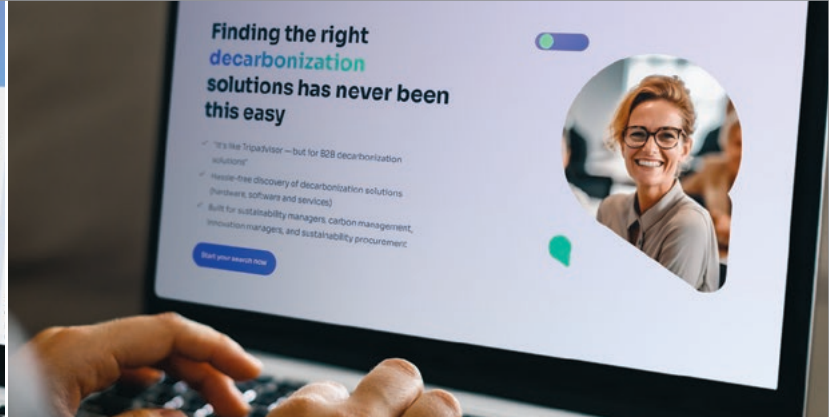 Finding the right
decarbonization
solutions has never been
this easy
"It's like Tripadvisor — but for B2B decarbonization
solutions"
Hassle-free discovery of decarbonization solutions
(hardware, software and services)
Built for sustainability managers, carbon management,
innovation managers, and sustainability procurement
Start your search now